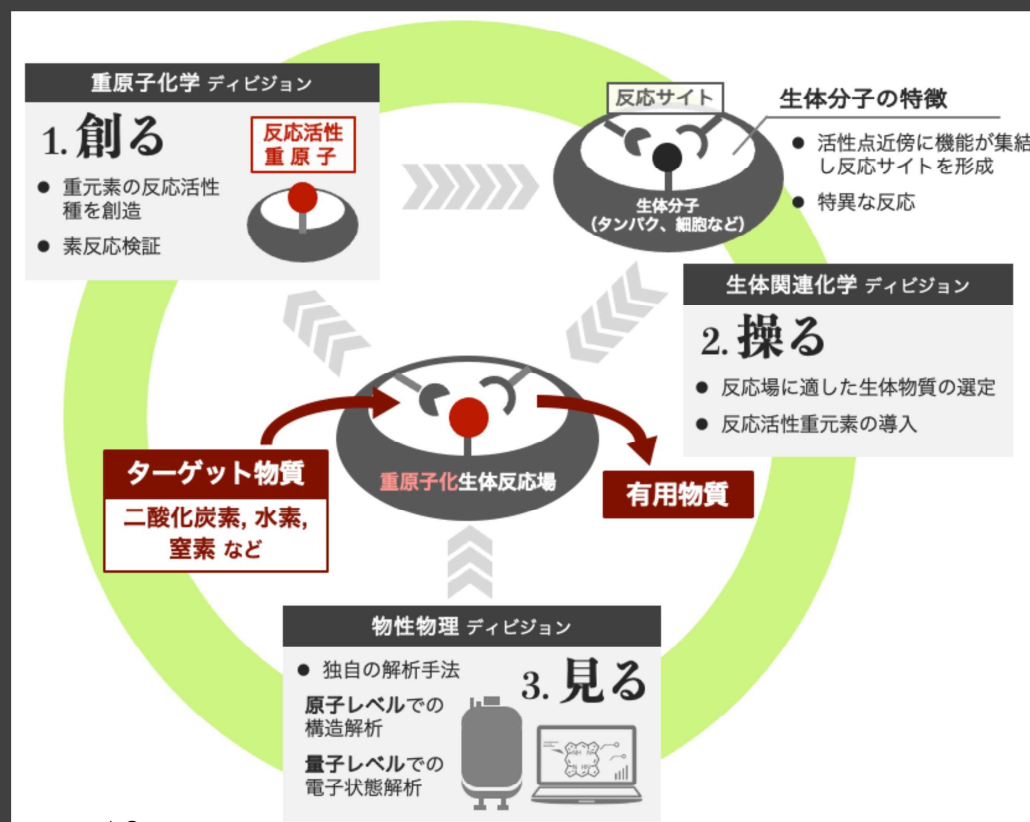 重原子化学 ディビジョン
1. 創る
反応活性
重原子
● 重元素の反応活性
種を創造
● 素反応検証
反応サイト
生体分子
(タンパク、細胞など)
生体分子の特徴
● 活性点近傍に機能が集結
し反応サイトを形成
● 特異な反応
生体関連化学 ディビジョン
2. 操る
● 反応場に適した生体物質の選定
● 反応活性重元素の導入
ターゲット物質
二酸化炭素, 水素,
窒素 など
重原子化生体反応場
有用物質
物性物理 ディビジョン
3. 見る
● 独自の解析手法
原子レベルでの
構造解析
量子レベルでの
電子状態解析